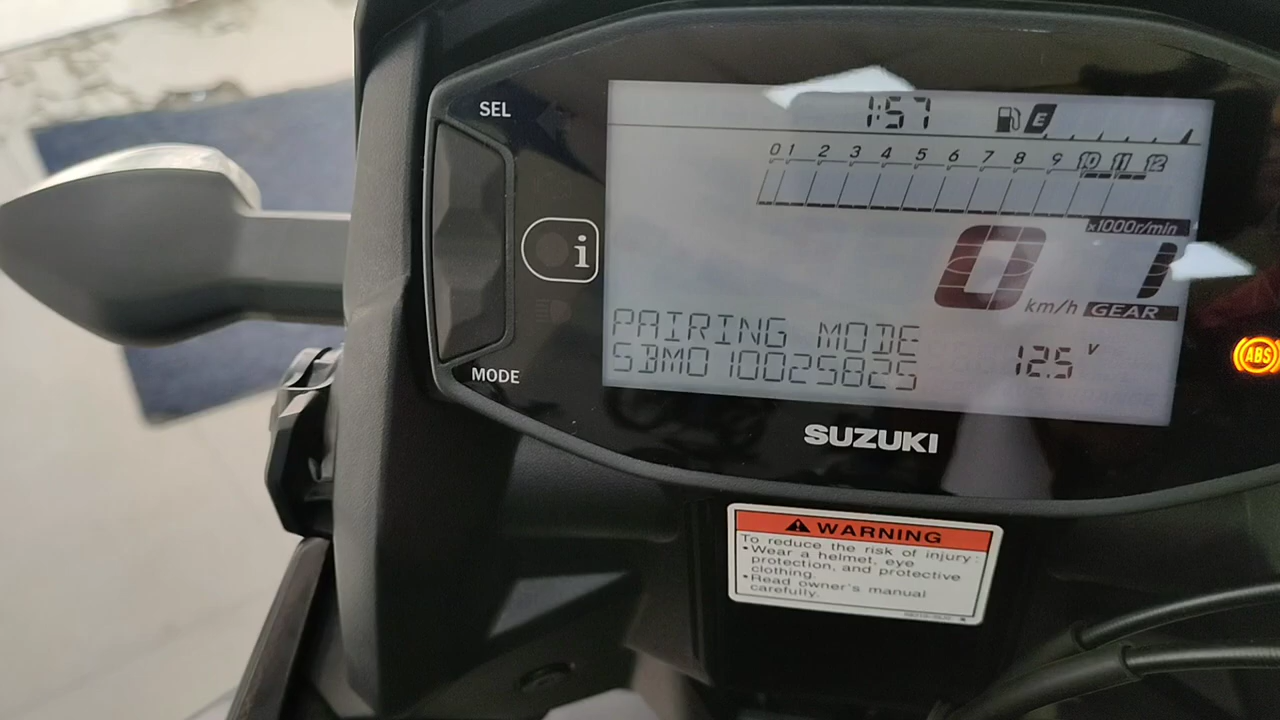 SEL
1:57
E
0 1 2 3 4 5 6 7 8 9 10 11 12
x1000r/min
0 km/h
1 GEAR
i
PAIRING MODE
SBM010025825
12.5 V
ABS
MODE
SUZUKI
WARNING
To reduce the risk of injury:
•Wear a helmet, eye
protection, and protective
clothing.
•Read owner's manual
carefully.